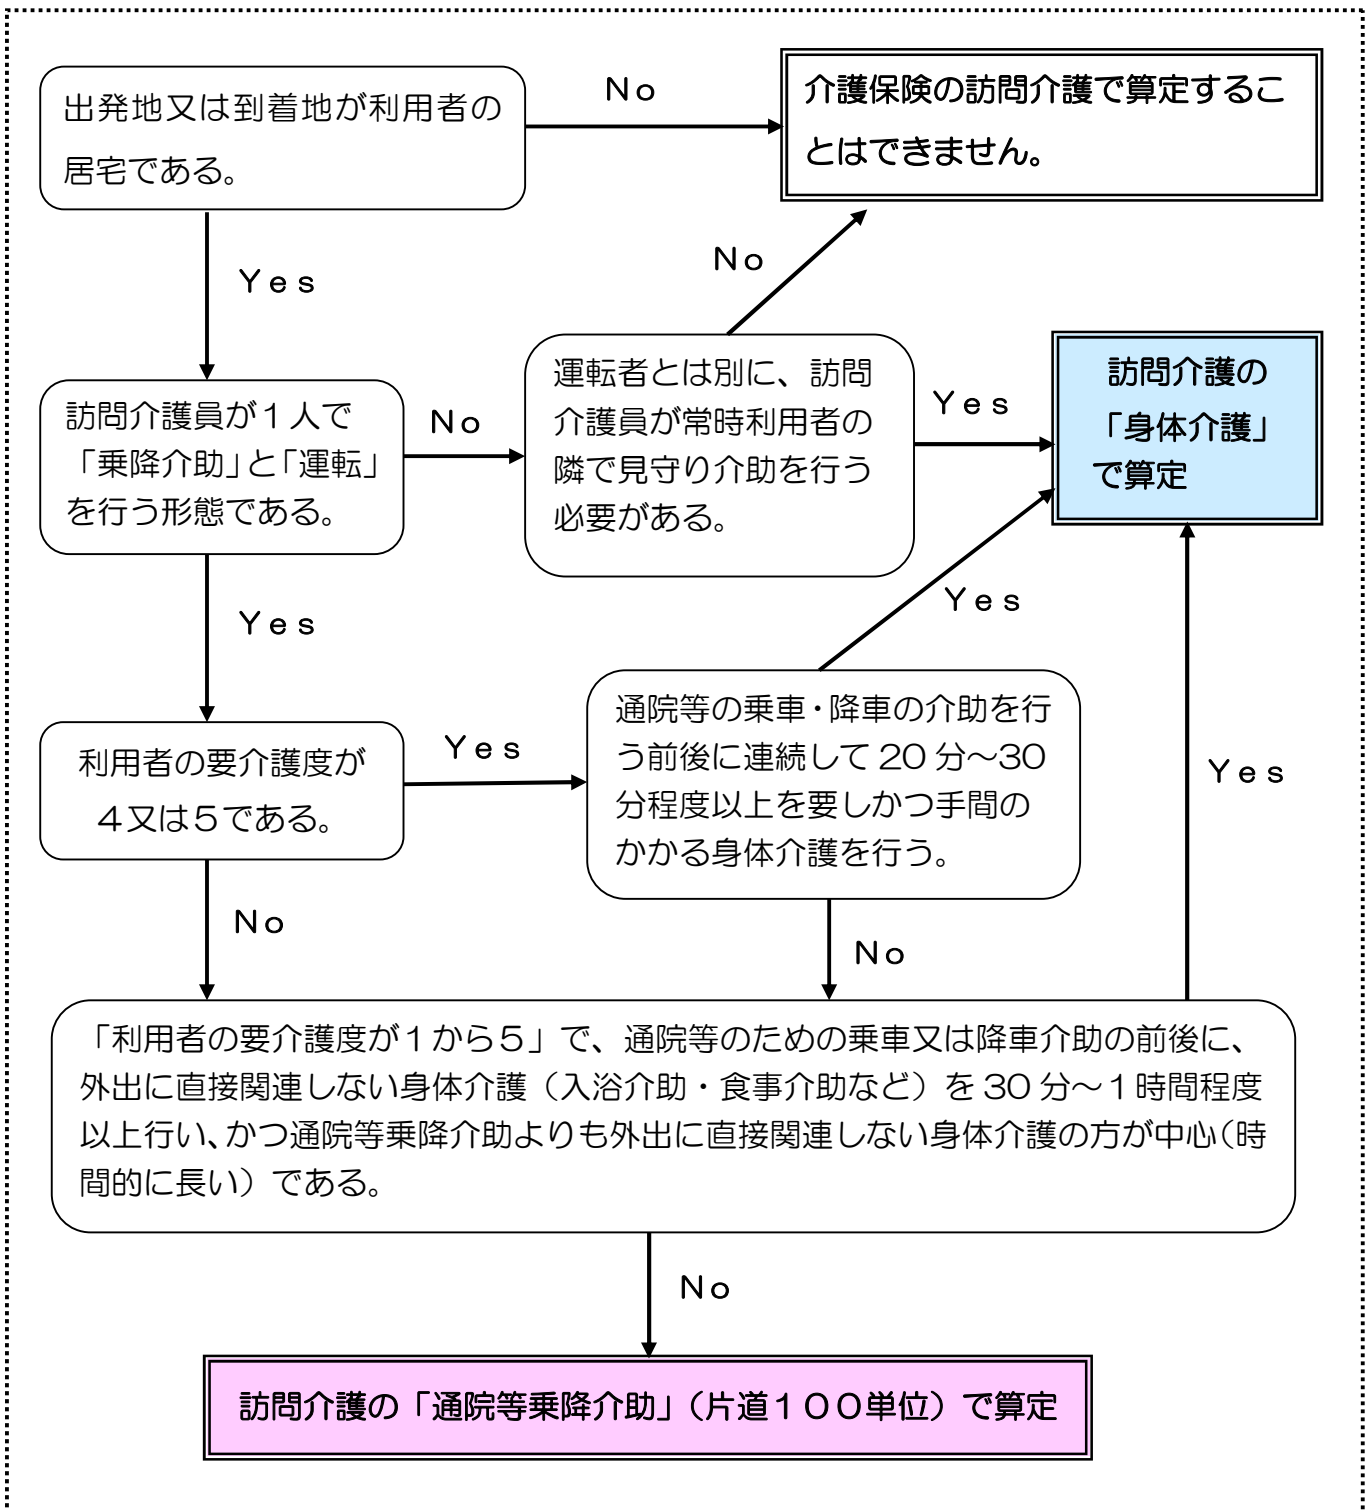 出発地又は到着地が利用者の
居宅である。
No
介護保険の訪問介護で算定するこ
とはできません。
Yes
No
訪問介護員が１人で
「乗降介助」と「運転」
を行う形態である。
No
運転者とは別に、訪問
介護員が常時利用者の
隣で見守り介助を行う
必要がある。
Yes
訪問介護の
「身体介護」
で算定
Yes
利用者の要介護度が
４又は５である。
Yes
通院等の乗車・降車の介助を行
う前後に連続して 20 分～30
分程度以上を要しかつ手間の
かかる身体介護を行う。
Yes
Yes
No
No
「利用者の要介護度が１から５」で、通院等のための乗車又は降車介助の前後に、
外出に直接関連しない身体介護（入浴介助・食事介助など）を 30 分～１時間程度
以上行い、かつ通院等乗降介助よりも外出に直接関連しない身体介護の方が中心（時
間的に長い）である。
No
訪問介護の「通院等乗降介助」（片道１００単位）で算定